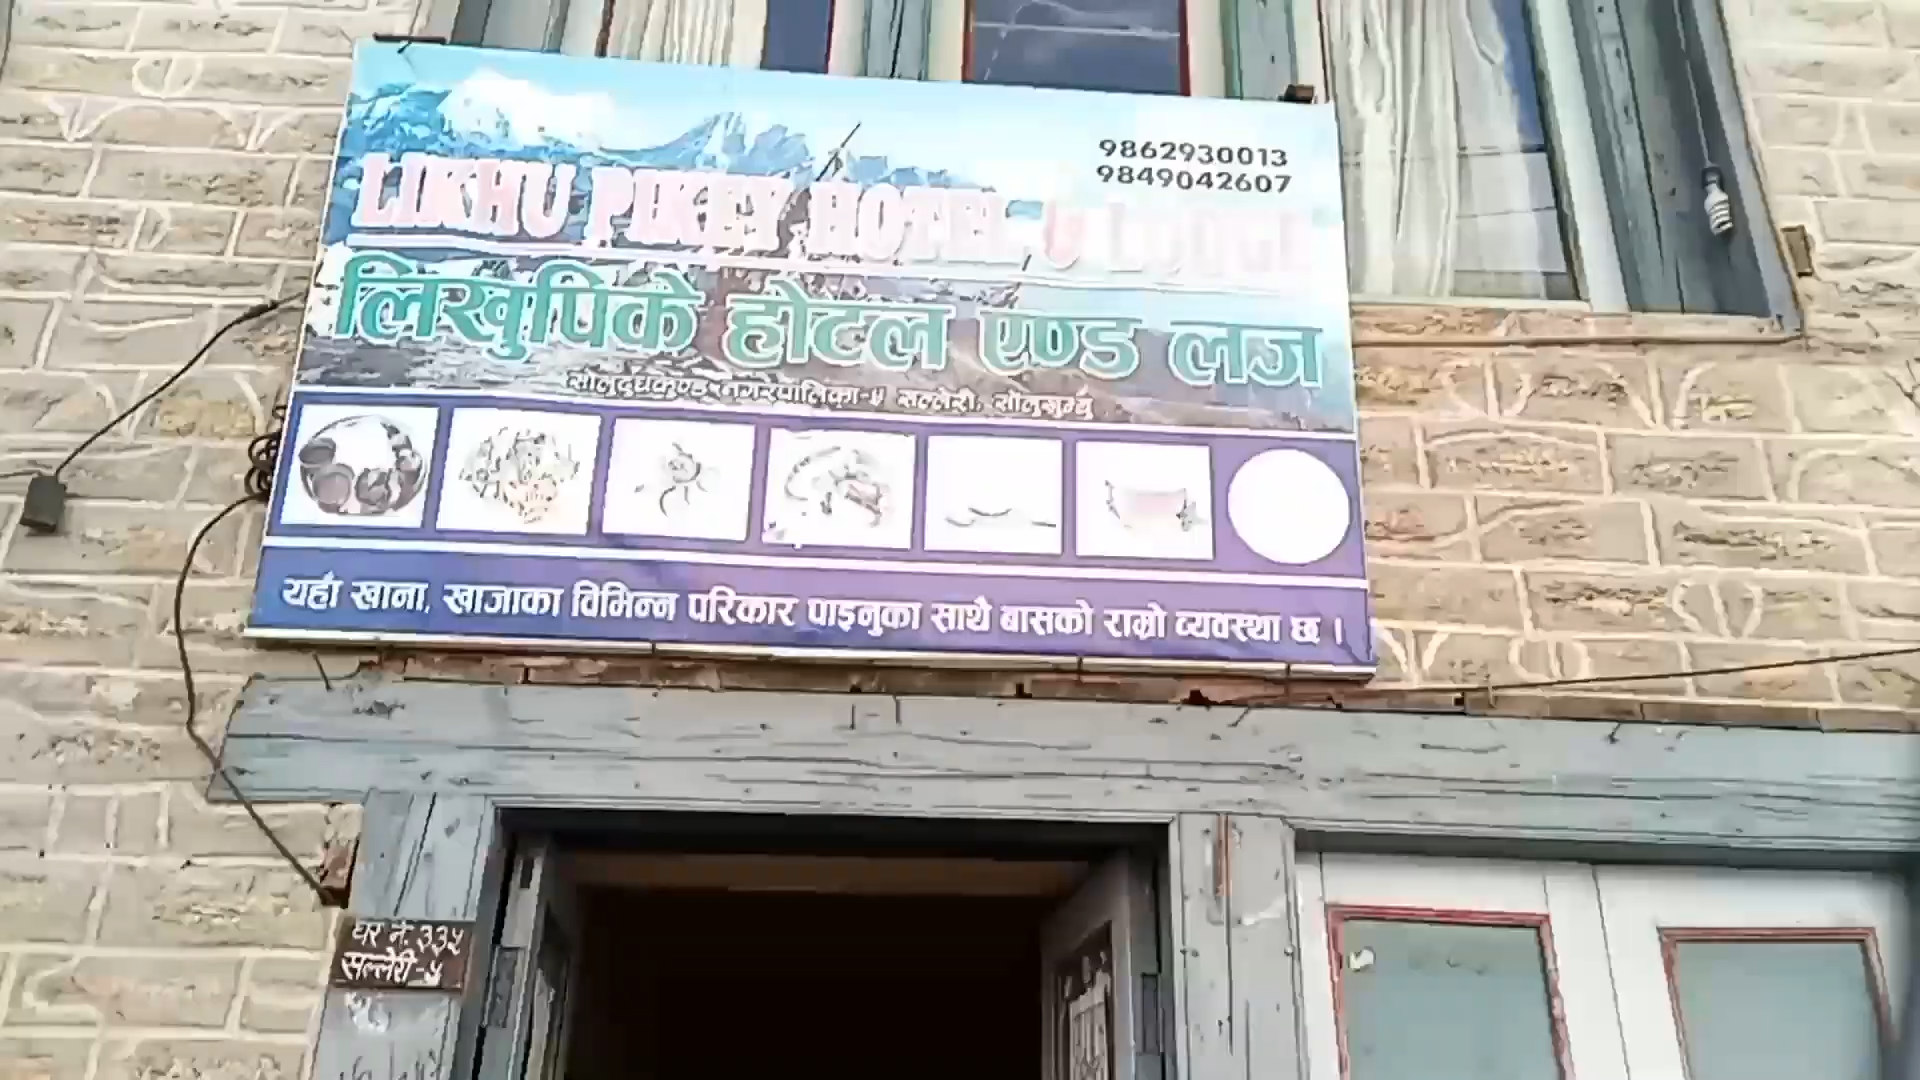 9862930013
9849042607
LIKHU PIKEY HOTEL & LODGE
लिखुपिके होटल एण्ड लज
सोलुदुधकुण्ड नगरपालिका-५ सल्लेरी, सोलुखुम्बु
यहाँ खाना, खाजाका विभिन्न परिकार पाइनुका साथै बासको राम्रो व्यवस्था छ ।
घर नं. ३३५
सल्लेरी-५